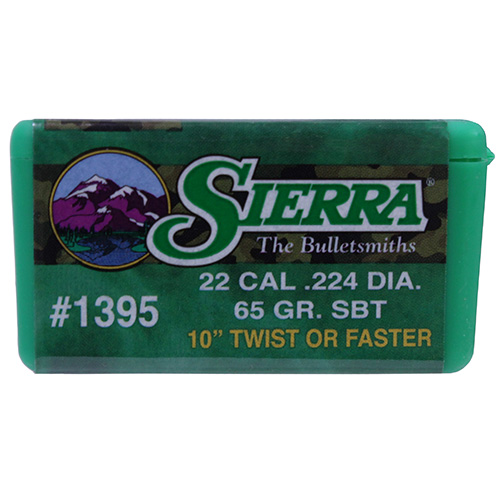 SIERRA®
The Bulletsmiths
22 CAL .224 DIA.
#1395
65 GR. SBT
10” TWIST OR FASTER